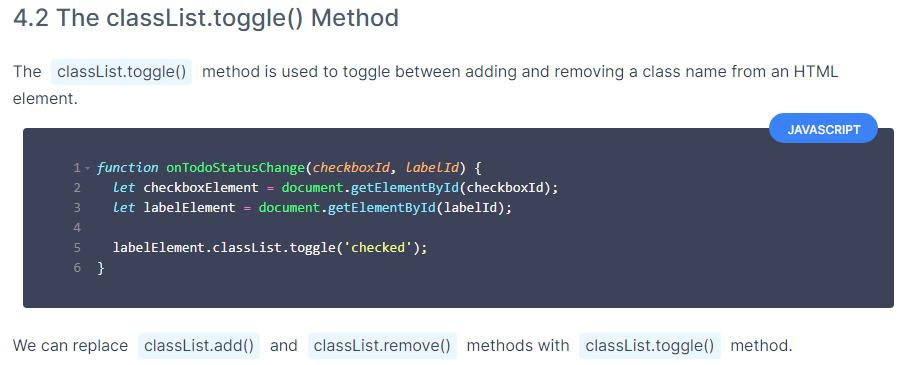 4.2 The classList.toggle() Method
The classList.toggle() method is used to toggle between adding and removing a class name from an HTML
element.
JAVASCRIPT
1 function onTodoStatusChange(checkboxId, labelId) {
2   let checkboxElement = document.getElementById(checkboxId);
3   let labelElement = document.getElementById(labelId);
4
5   labelElement.classList.toggle('checked');
6 }
We can replace classList.add() and classList.remove() methods with classList.toggle() method.